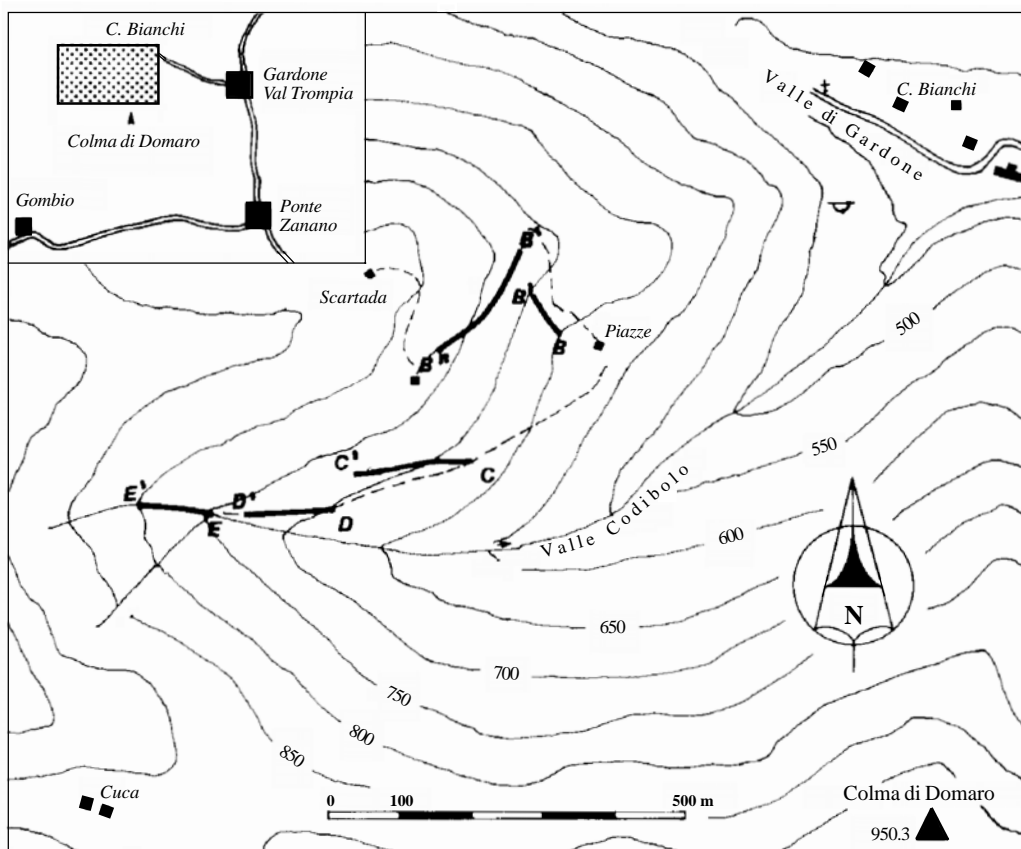 C. Bianchi
Gardone
Val Trompia
Colma di Domaro
Gombio
Ponte
Zanano
C. Bianchi
Valle di Gardone
Scartada
Piazze
B"
B'
B
B"
C'
C
E'
D'
E
D
Valle Codibolo
500
550
600
650
700
750
800
850
N
Cuca
0 100 500 m
Colma di Domaro
950.3